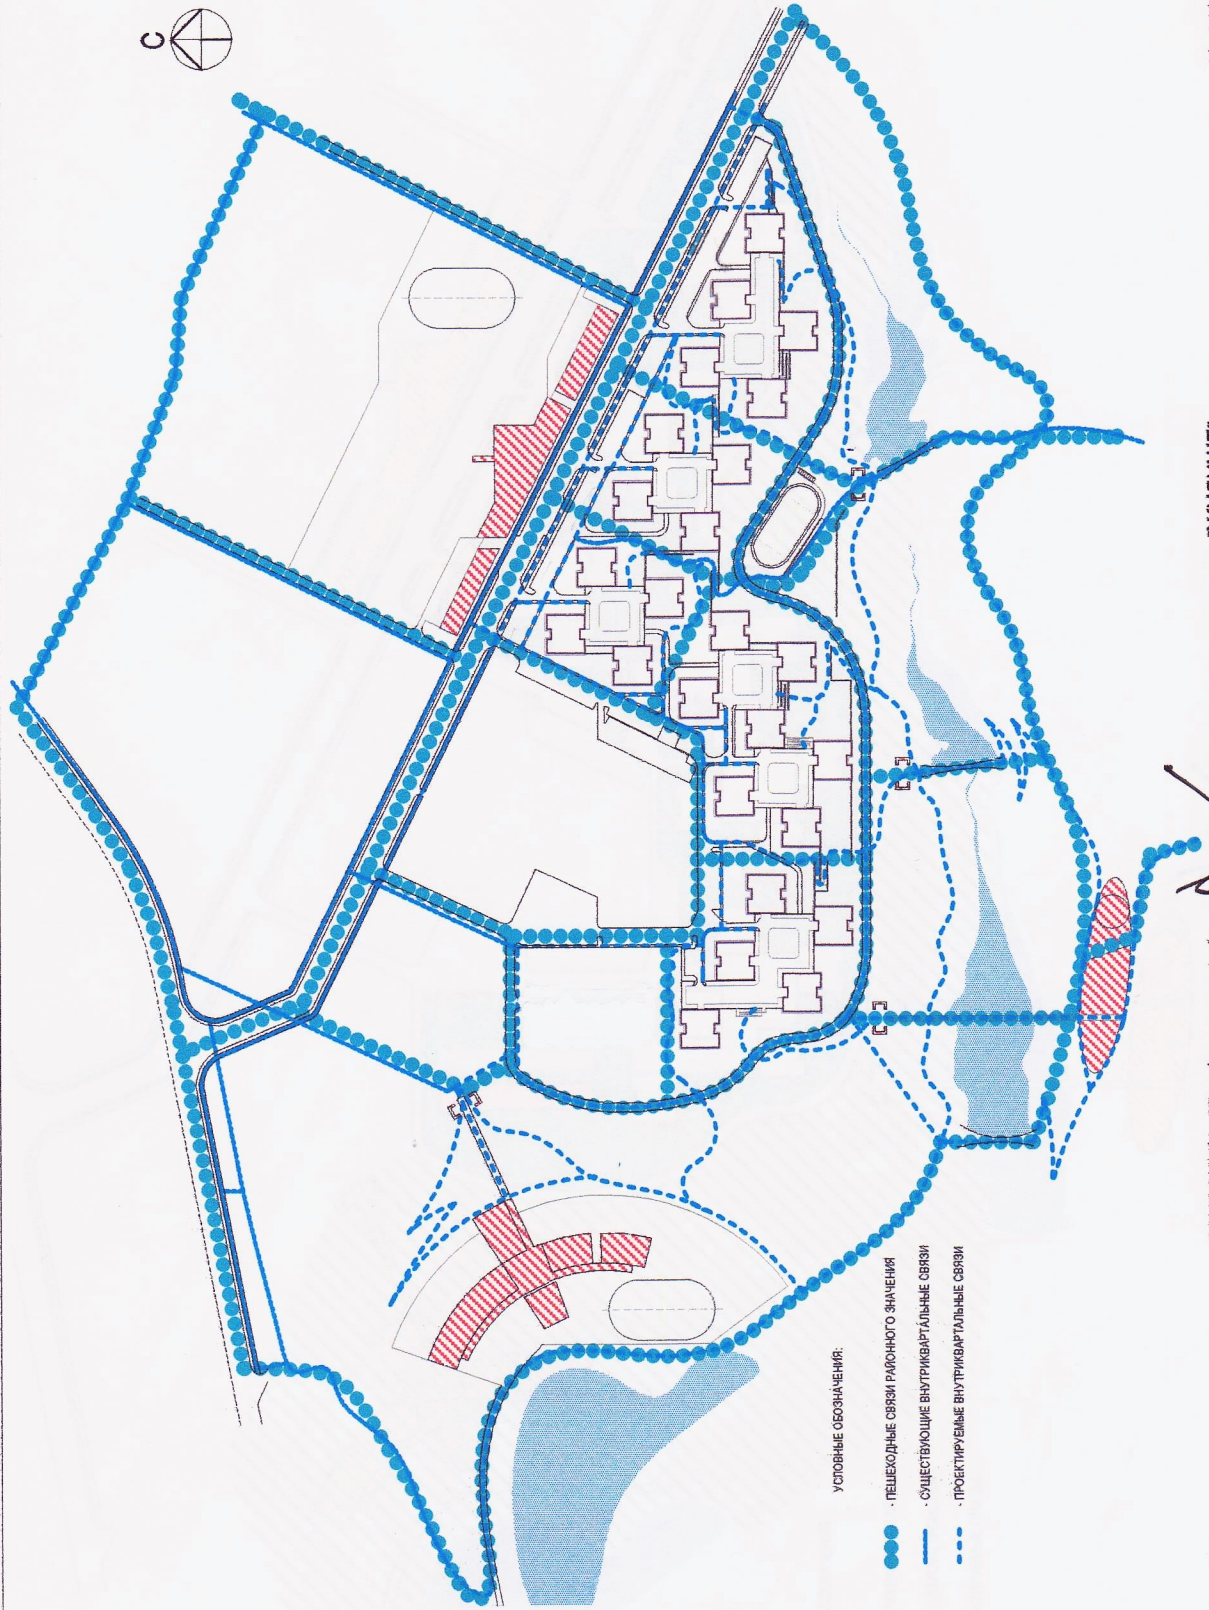 С
УСЛОВНЫЕ ОБОЗНАЧЕНИЯ:
- ПЕШЕХОДНЫЕ СВЯЗИ РАЙОННОГО ЗНАЧЕНИЯ
- СУЩЕСТВУЮЩИЕ ВНУТРИКВАРТАЛЬНЫЕ СВЯЗИ
- ПРОЕКТИРУЕМЫЕ ВНУТРИКВАРТАЛЬНЫЕ СВЯЗИ